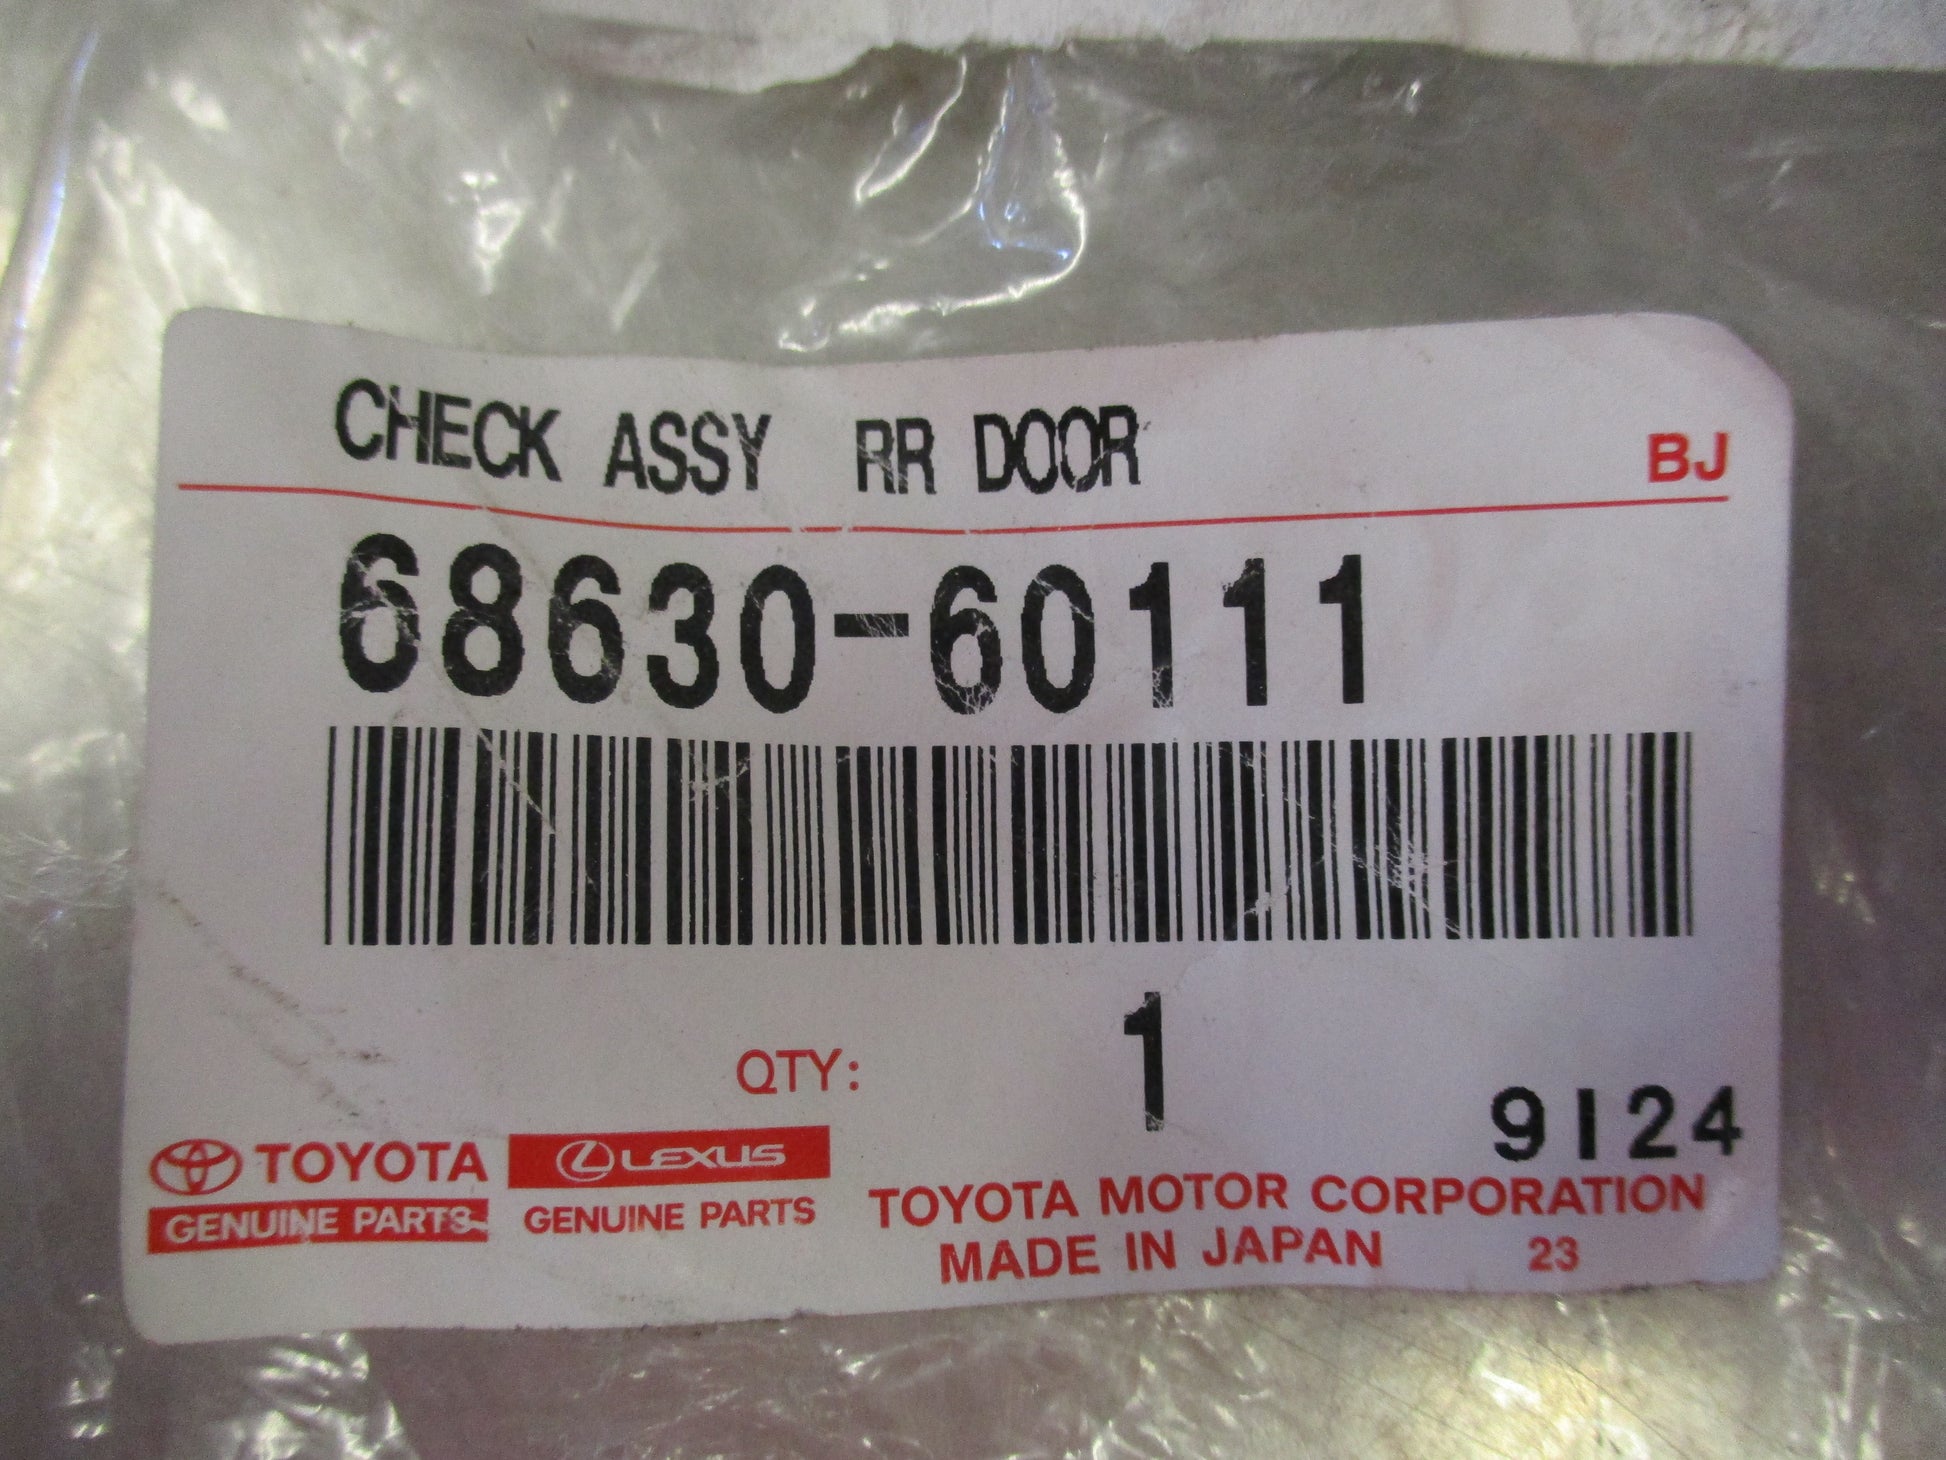 CHECK ASSY RR DOOR
BJ
68630-60111
QTY: 1
9124
TOYOTA
GENUINE PARTS
LEXUS
GENUINE PARTS
TOYOTA MOTOR CORPORATION
MADE IN JAPAN 23